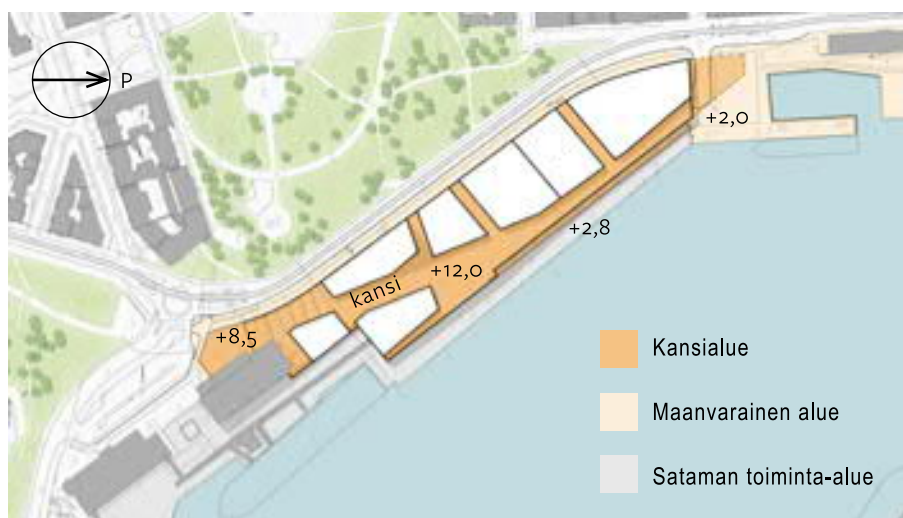 P
+2,0
+2,8
+12,0
kansi
+8,5
Kansialue
Maanvarainen alue
Sataman toiminta-alue